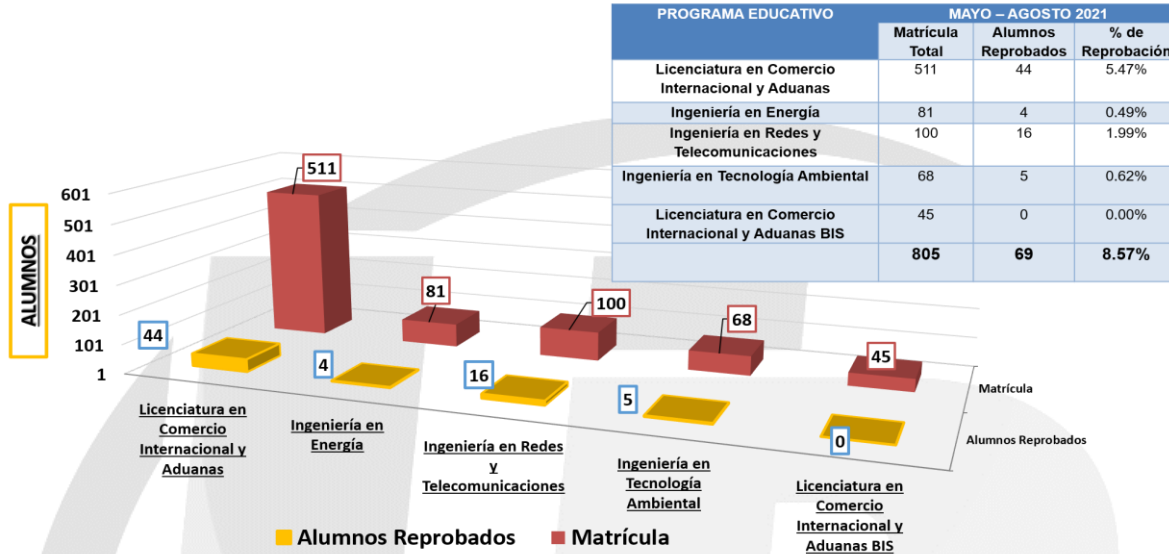 PROGRAMA EDUCATIVO MAYO – AGOSTO 2021
Matrícula Total Alumnos Reprobados % de Reprobación
Licenciatura en Comercio Internacional y Aduanas 511 44 5.47%
Ingeniería en Energía 81 4 0.49%
Ingeniería en Redes y Telecomunicaciones 100 16 1.99%
Ingeniería en Tecnología Ambiental 68 5 0.62%
Licenciatura en Comercio Internacional y Aduanas BIS 45 0 0.00%
805 69 8.57%
ALUMNOS
601
501
401
301
201
101
1
511
81
100
68
45
44
4
16
5
0
Matrícula
Alumnos Reprobados
Licenciatura en
Comercio
Internacional y
Aduanas
Ingeniería en
Energía
Ingeniería en Redes
y
Telecomunicaciones
Ingeniería en
Tecnología
Ambiental
Licenciatura en
Comercio
Internacional y
Aduanas BIS
Alumnos Reprobados Matrícula